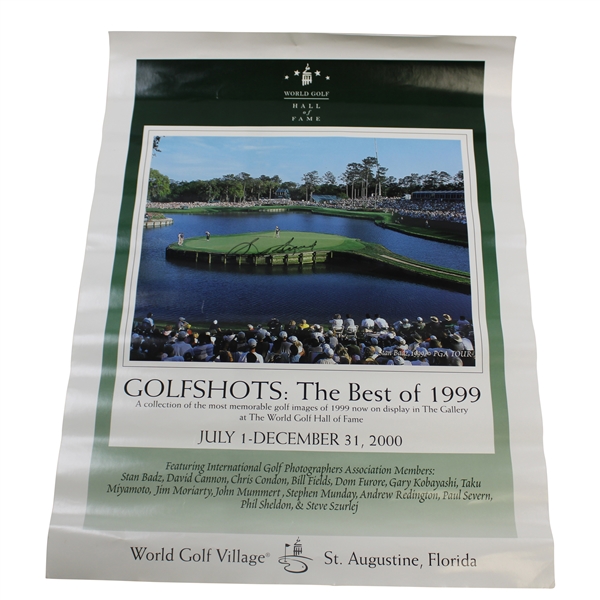 WORLD GOLF
HALL
of
FAME
Stan Badz, 1999 © PGA TOUR
GOLFSHOTS: The Best of 1999
A collection of the most memorable golf images of 1999 now on display in The Gallery
at The World Golf Hall of Fame
JULY 1-DECEMBER 31, 2000
Featuring International Golf Photographers Association Members:
Stan Badz, David Cannon, Chris Condon, Bill Fields, Dom Furore, Gary Kobayashi, Taku
Miyamoto, Jim Moriarty, John Mummert, Stephen Munday, Andrew Redington, Paul Severn,
Phil Sheldon, & Steve Szurlej
World Golf Village® St. Augustine, Florida